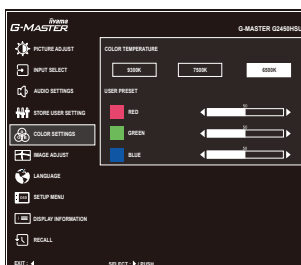 iiyama
G-MASTER
G-MASTER G2450HSU
PICTURE ADJUST
COLOR TEMPERATURE
INPUT SELECT
9300K 7500K 6500K
AUDIO SETTINGS
USER PRESET
STORE USER SETTING
RED 50
COLOR SETTINGS
GREEN 50
IMAGE ADJUST
BLUE 50
LANGUAGE
SETUP MENU
DISPLAY INFORMATION
RECALL
EXIT :
SELECT : / PUSH